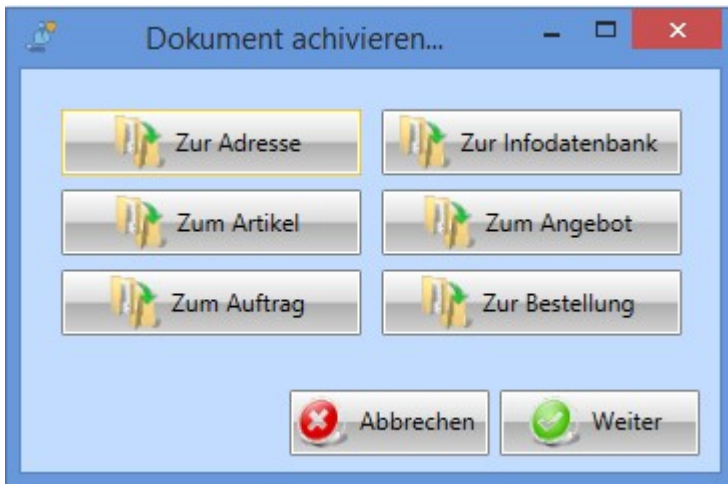 Dokument achivieren...
Zur Adresse
Zur Infodatenbank
Zum Artikel
Zum Angebot
Zum Auftrag
Zur Bestellung
Abbrechen
Weiter